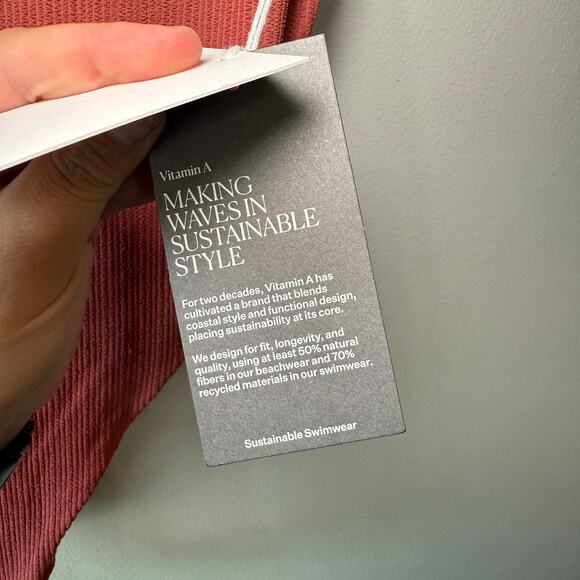 Vitamin A
MAKING
WAVES IN
SUSTAINABLE
STYLE
For two decades, Vitamin A has
cultivated a brand that blends
coastal style and functional design,
placing sustainability at its core.
We design for fit, longevity, and
quality, using at least 50% natural
fibers in our beachwear and 70%
recycled materials in our swimwear.
Sustainable Swimwear